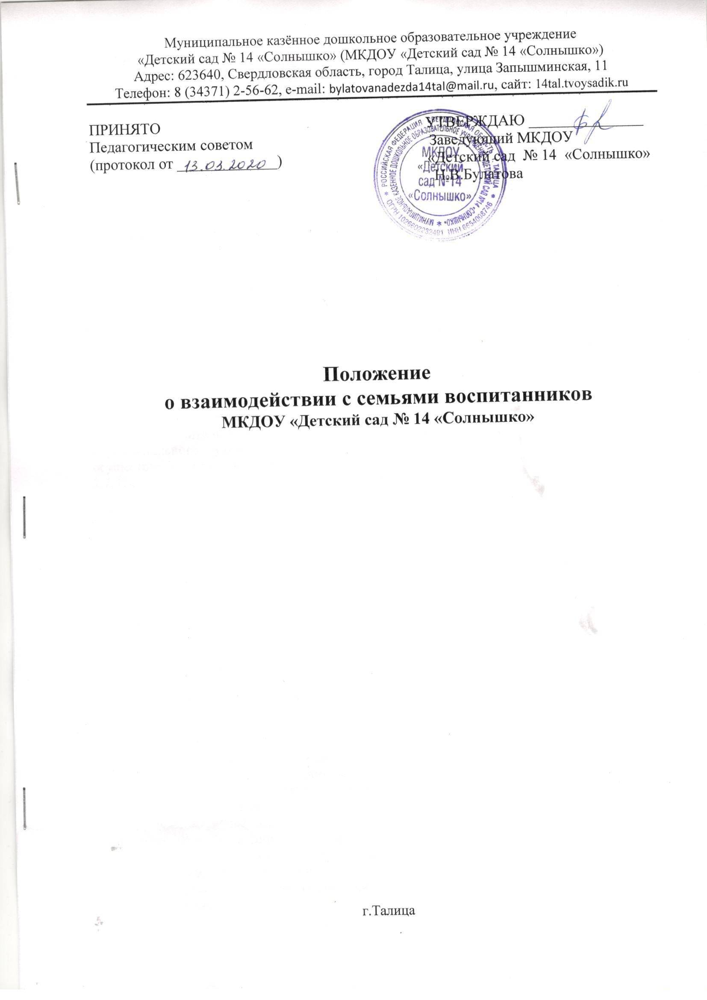 Муниципальное казённое дошкольное образовательное учреждение
«Детский сад № 14 «Солнышко» (МКДОУ «Детский сад № 14 «Солнышко»)
Адрес: 623640, Свердловская область, город Талица, улица Запышминская, 11
Телефон: 8 (34371) 2-56-62, e-mail: bylatovanadezda14tal@mail.ru, сайт: 14tal.tvoysadik.ru
ПРИНЯТО
Педагогическим советом
(протокол от 13.03.2020)
УТВЕРЖДАЮ
Заведующий МКДОУ
«Детский сад № 14 «Солнышко»
Н.В.Булатова
РОССИЙСКАЯ ФЕДЕРАЦИЯ СВЕРДЛОВСКАЯ ОБЛАСТЬ г. ТАЛИЦА
ОГРН 1026602232491 ИНН 6654008746
МУНИЦИПАЛЬНОЕ КАЗЕННОЕ ДОШКОЛЬНОЕ ОБРАЗОВАТЕЛЬНОЕ УЧРЕЖДЕНИЕ «ДЕТСКИЙ САД №14 «СОЛНЫШКО»
МКДОУ
«Детский
сад №14
«Солнышко»
Положение
о взаимодействии с семьями воспитанников
МКДОУ «Детский сад № 14 «Солнышко»
г.Талица